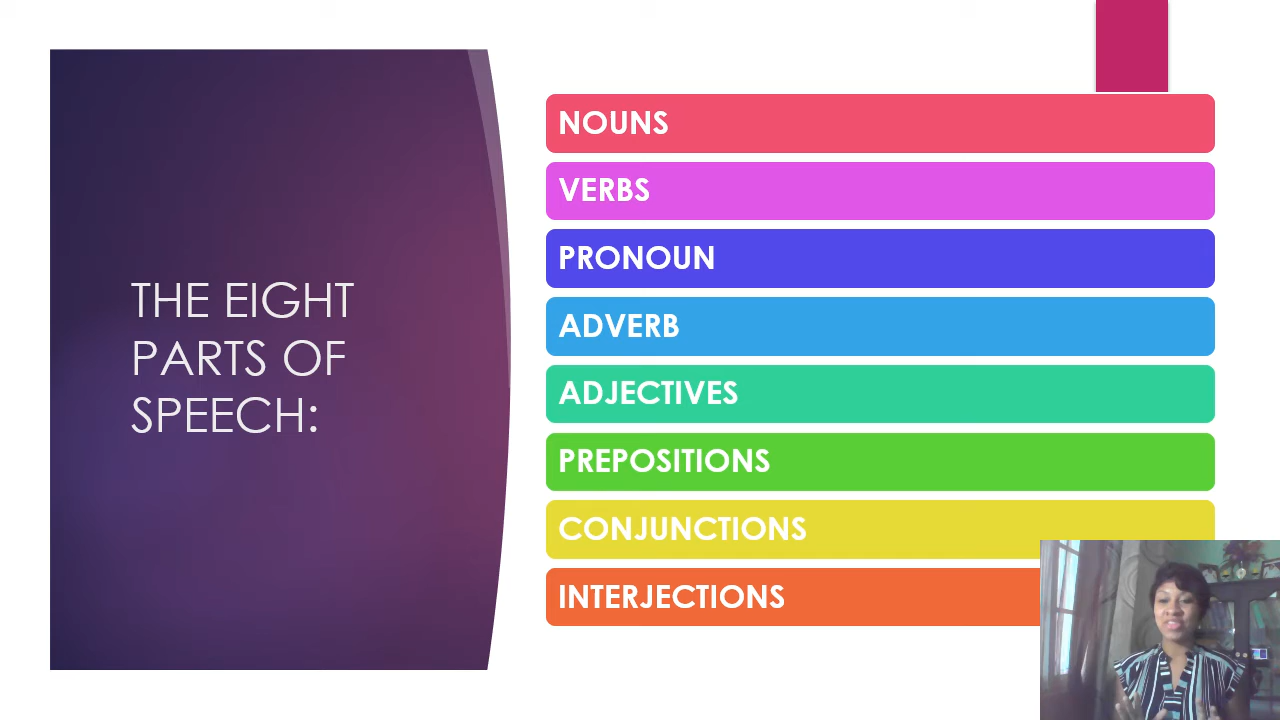 THE EIGHT
PARTS OF
SPEECH:
NOUNS
VERBS
PRONOUN
ADVERB
ADJECTIVES
PREPOSITIONS
CONJUNCTIONS
INTERJECTIONS